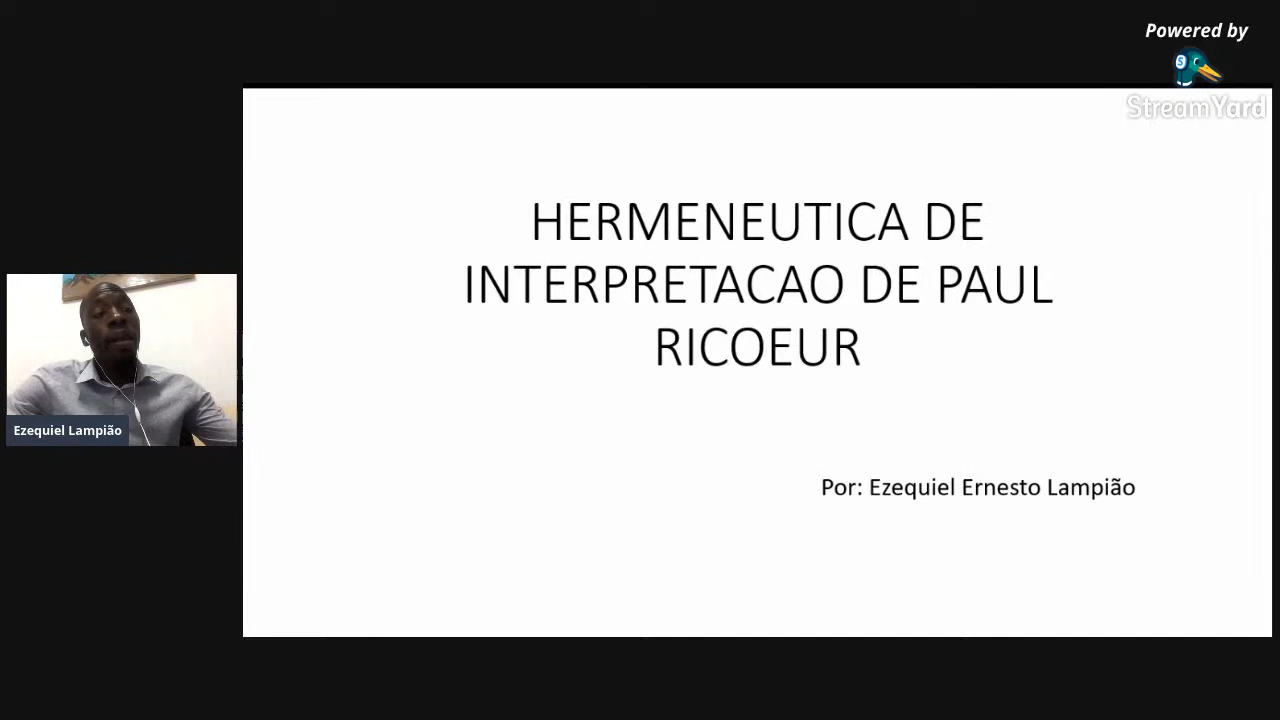 Powered by
StreamYard
HERMENEUTICA DE
INTERPRETACAO DE PAUL
RICOEUR
Ezequiel Lampião
Por: Ezequiel Ernesto Lampião